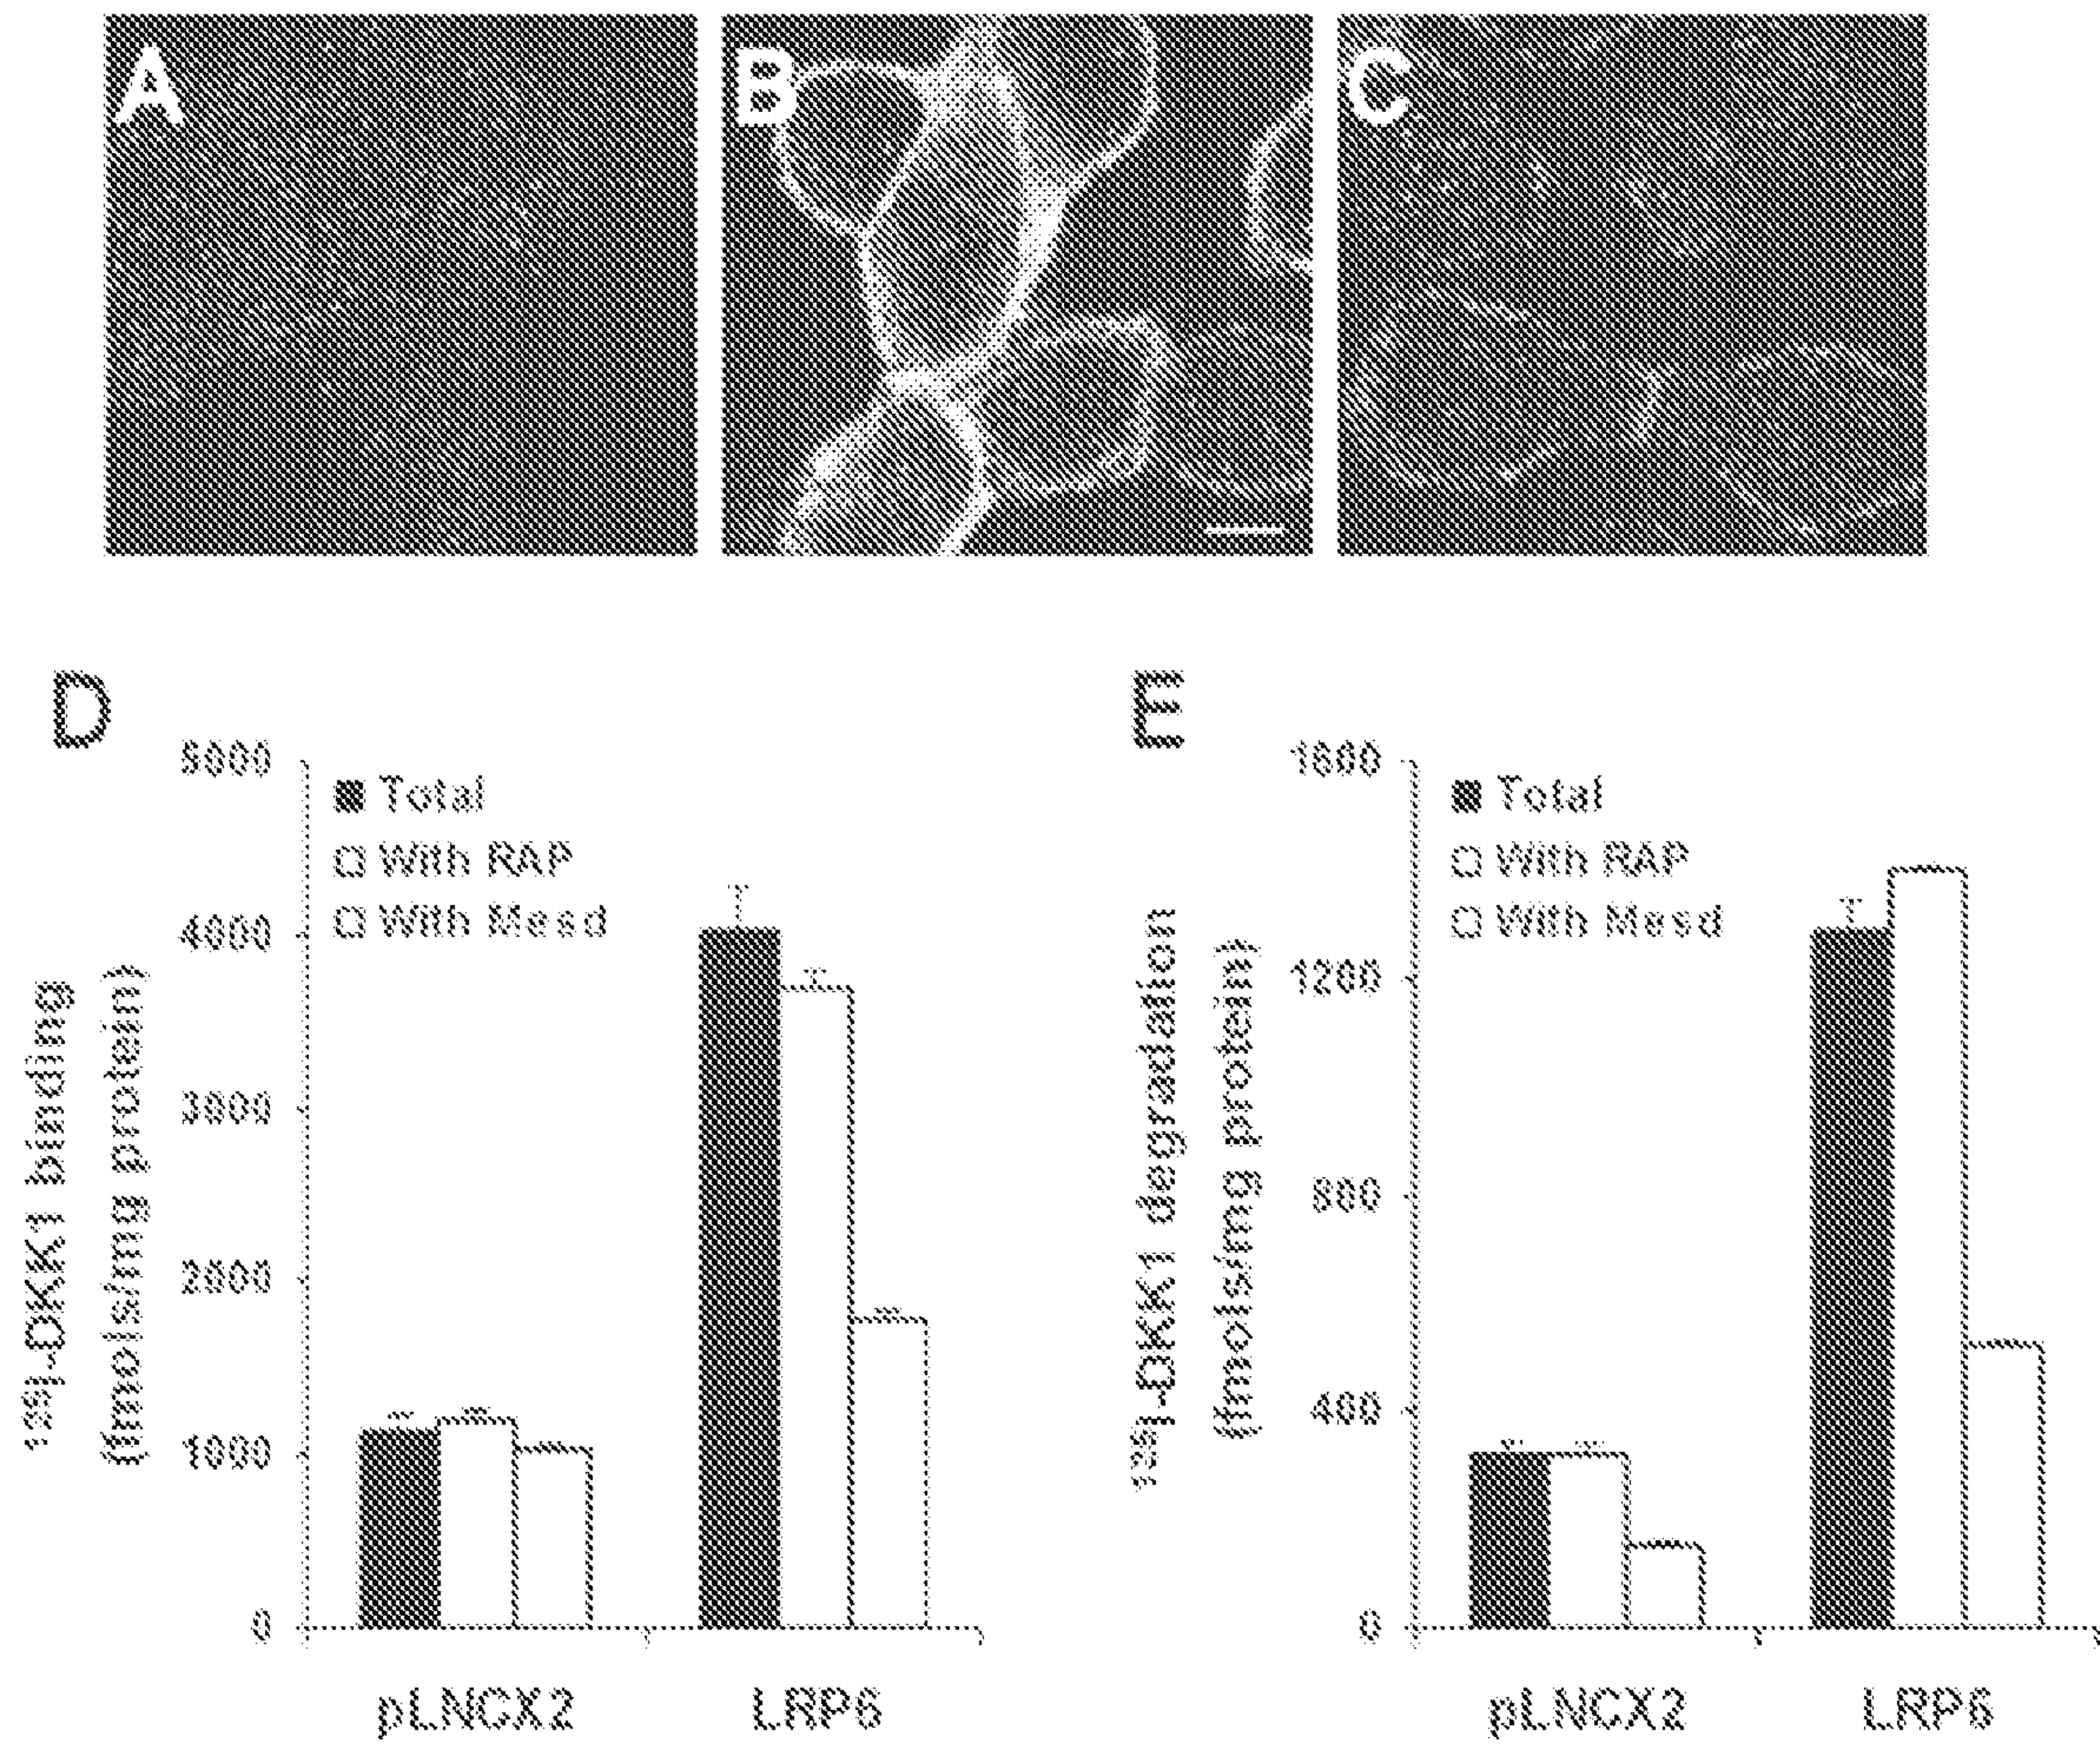 A
B
C
D
5000
4000
3000
2000
1000
0
Total
With RAP
With Mesd
125I-DKK1 binding
(fmols/mg protein)
pLNCX2
LRP6
E
1600
1200
800
400
0
Total
With RAP
With Mesd
125I-DKK1 degradation
(fmols/mg protein)
pLNCX2
LRP6